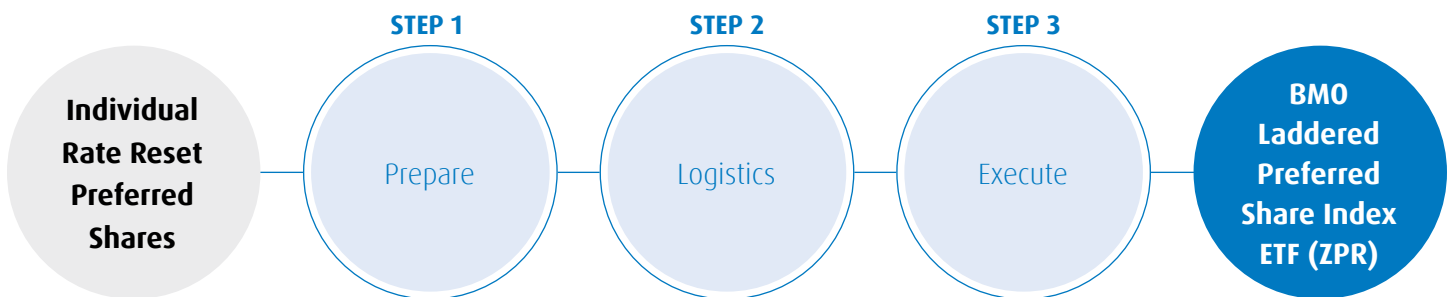 STEP 1
STEP 2
STEP 3
Individual
Rate Reset
Preferred
Shares
Prepare
Logistics
Execute
BMO
Laddered
Preferred
Share Index
ETF (ZPR)